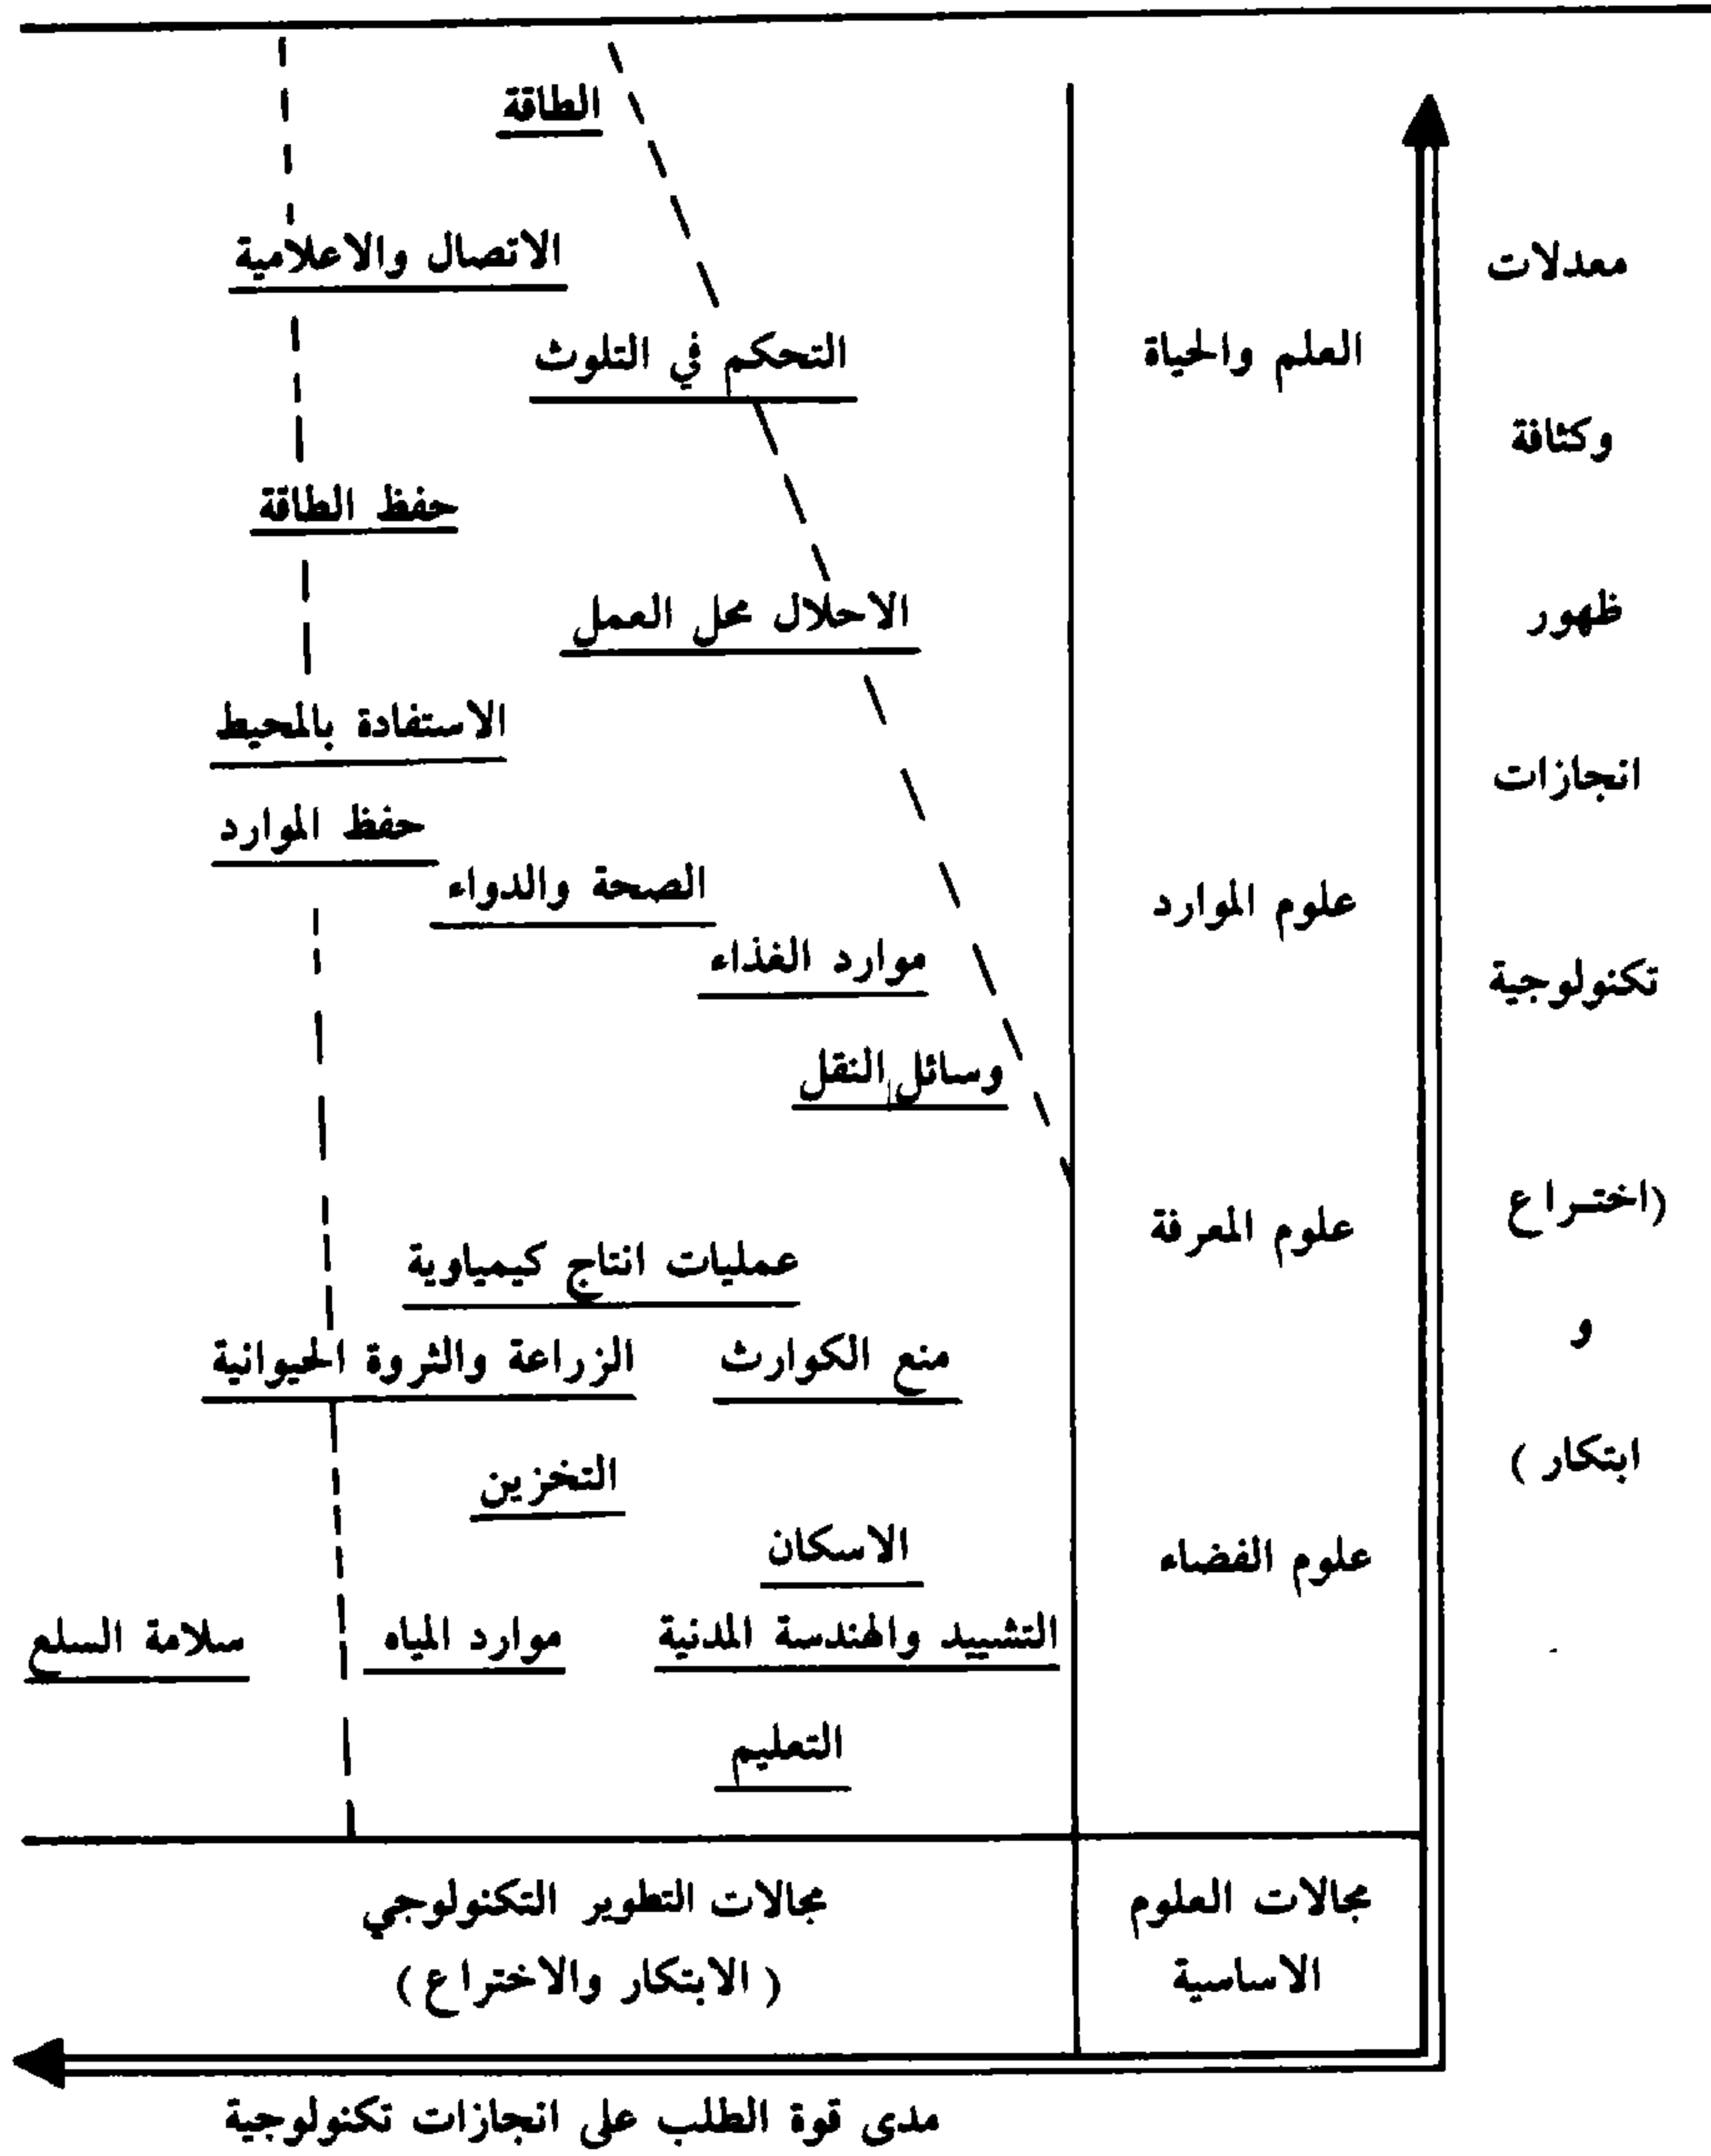 معدلات
وكثافة
ظهور
انجازات
تكنولوجية
(اختراع
و
ابتكار)
العلم والحياة
علوم الموارد
علوم المعرفة
علوم الفضاء
الطاقة
الاتصال والاعلامية
التحكم في التلوث
حفظ الطاقة
الاحلال محل العمل
الاستفادة بالمحيط
حفظ الموارد
الصحة والدواء
موارد الغذاء
وسائل النقل
عمليات انتاج كيمياوية
منع الكوارث
الزراعة والثروة الحيوانية
التخزين
الاسكان
التشييد والهندسة المدنية
موارد المياه
سلامة السلع
التعليم
مجالات العلوم
الاساسية
مجالات التطوير التكنولوجي
(الابتكار والاختراع)
مدى قوة الطلب على انجازات تكنولوجية